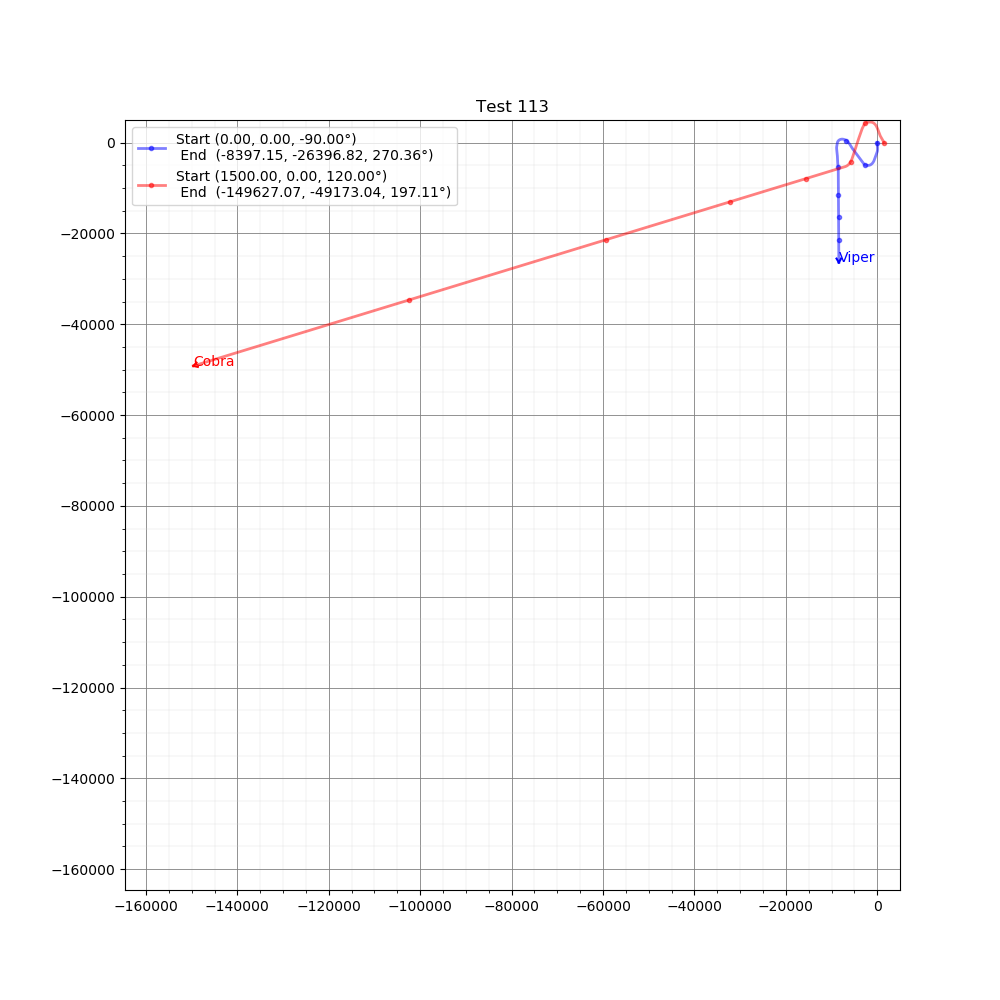 Test 113
Start (0.00, 0.00, -90.00°)
End (-8397.15, -26396.82, 270.36°)
Start (1500.00, 0.00, 120.00°)
End (-149627.07, -49173.04, 197.11°)
0
−20000
−40000
−60000
−80000
−100000
−120000
−140000
−160000
Viper
Cobra
−160000 −140000 −120000 −100000 −80000 −60000 −40000 −20000 0